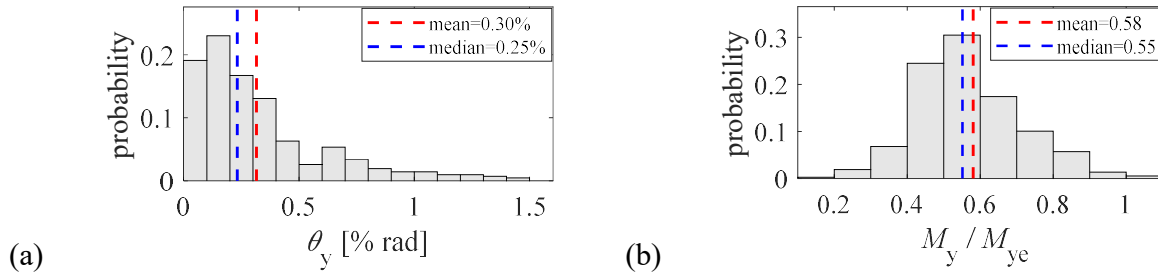 mean=0.30%
median=0.25%
probability
0.2
0.1
0
0
0.5
1
1.5
θy [% rad]
(a)
mean=0.58
median=0.55
probability
0.3
0.2
0.1
0
0.2
0.4
0.6
0.8
1
My / Mye
(b)